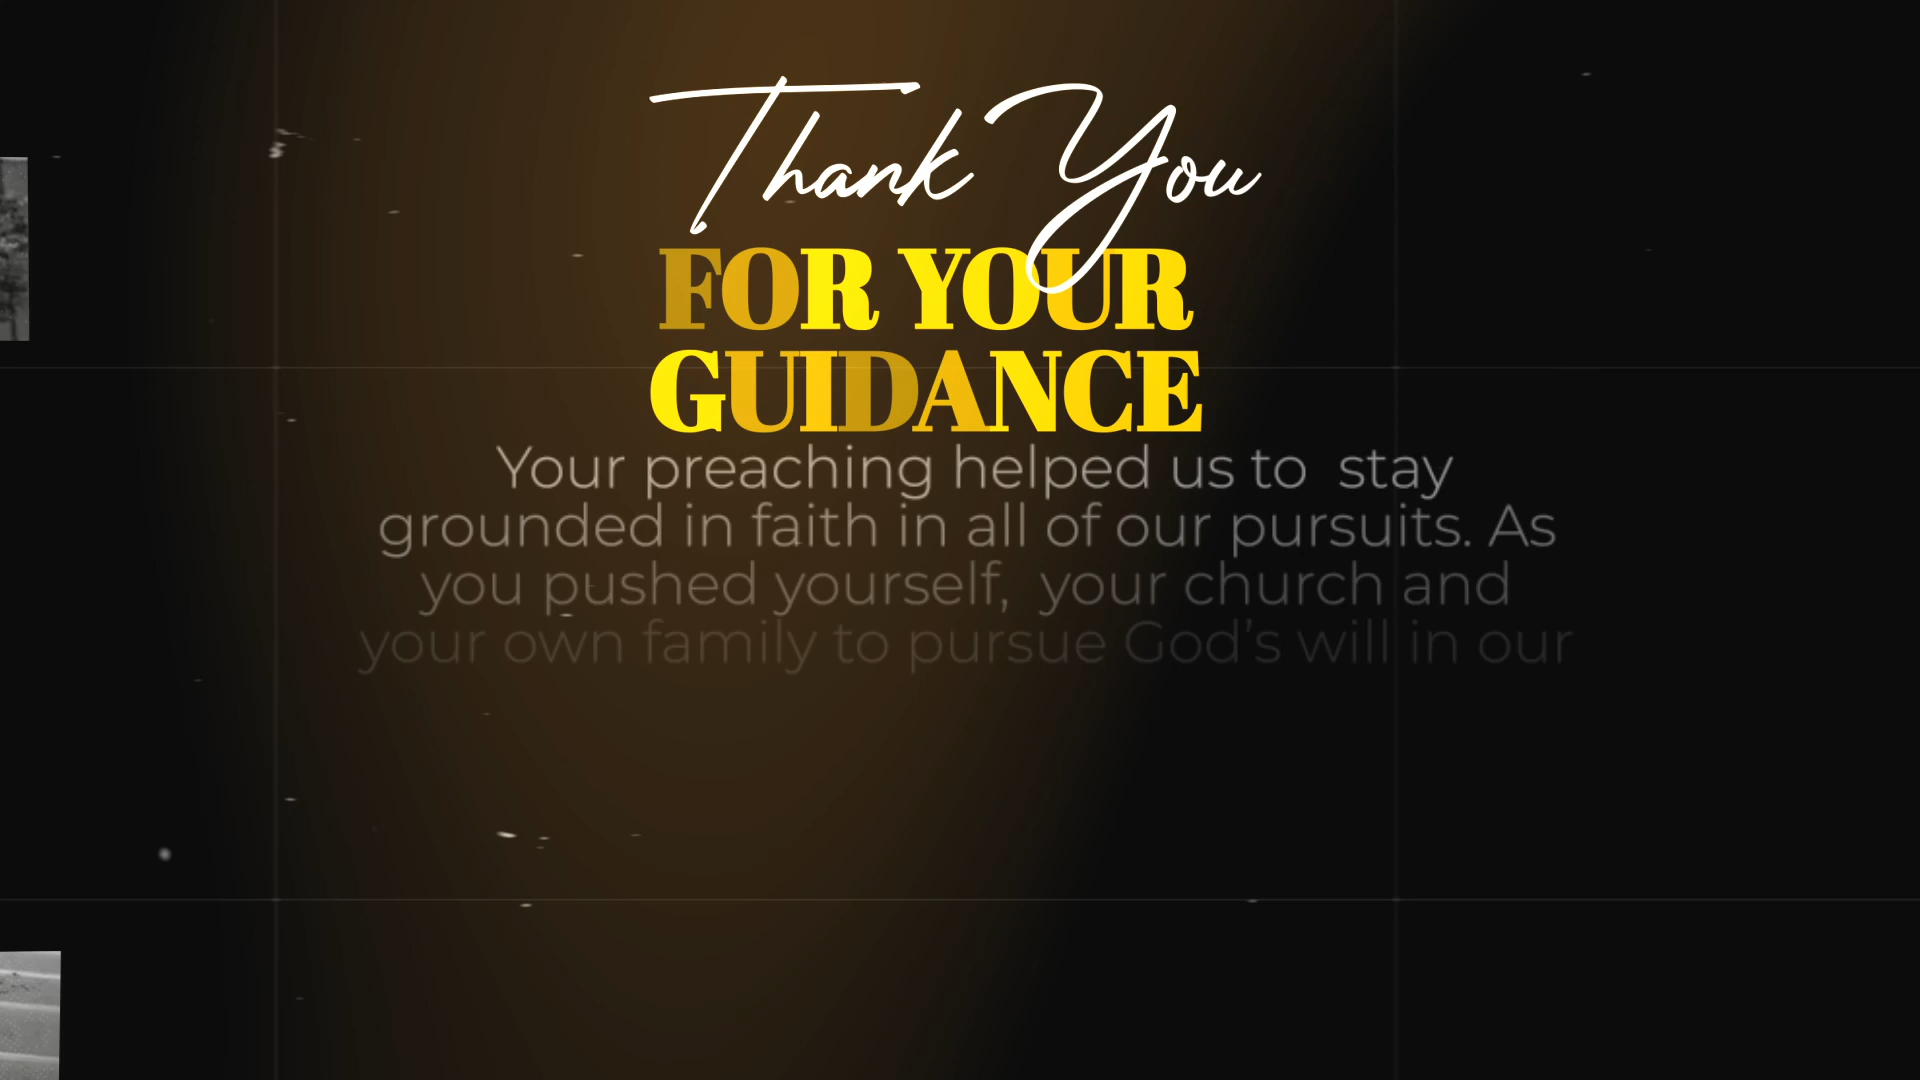 Thank You
FOR YOUR
GUIDANCE
Your preaching helped us to  stay
grounded in faith in all of our pursuits. As
you pushed yourself,  your church and
your own family to pursue God’s will in our